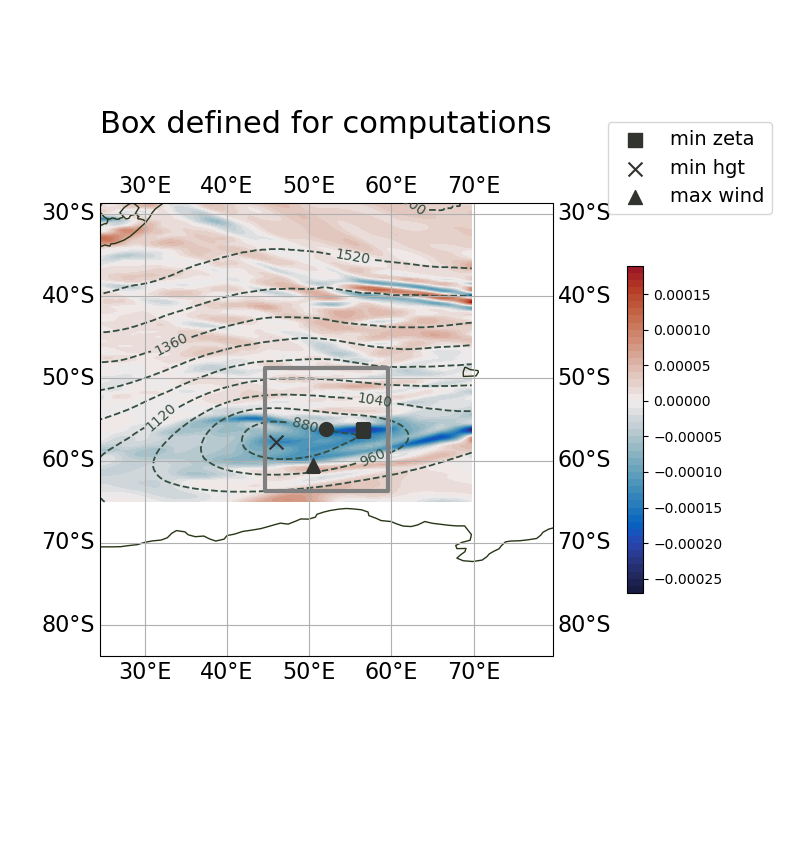 Box defined for computations
min zeta
min hgt
max wind
30°E 40°E 50°E 60°E 70°E
30°S 30°S
40°S 40°S
50°S 50°S
60°S 60°S
70°S 70°S
80°S 80°S
30°E 40°E 50°E 60°E 70°E
1520
1360
1120
1040
880
960
0.00015
0.00010
0.00005
0.00000
−0.00005
−0.00010
−0.00015
−0.00020
−0.00025